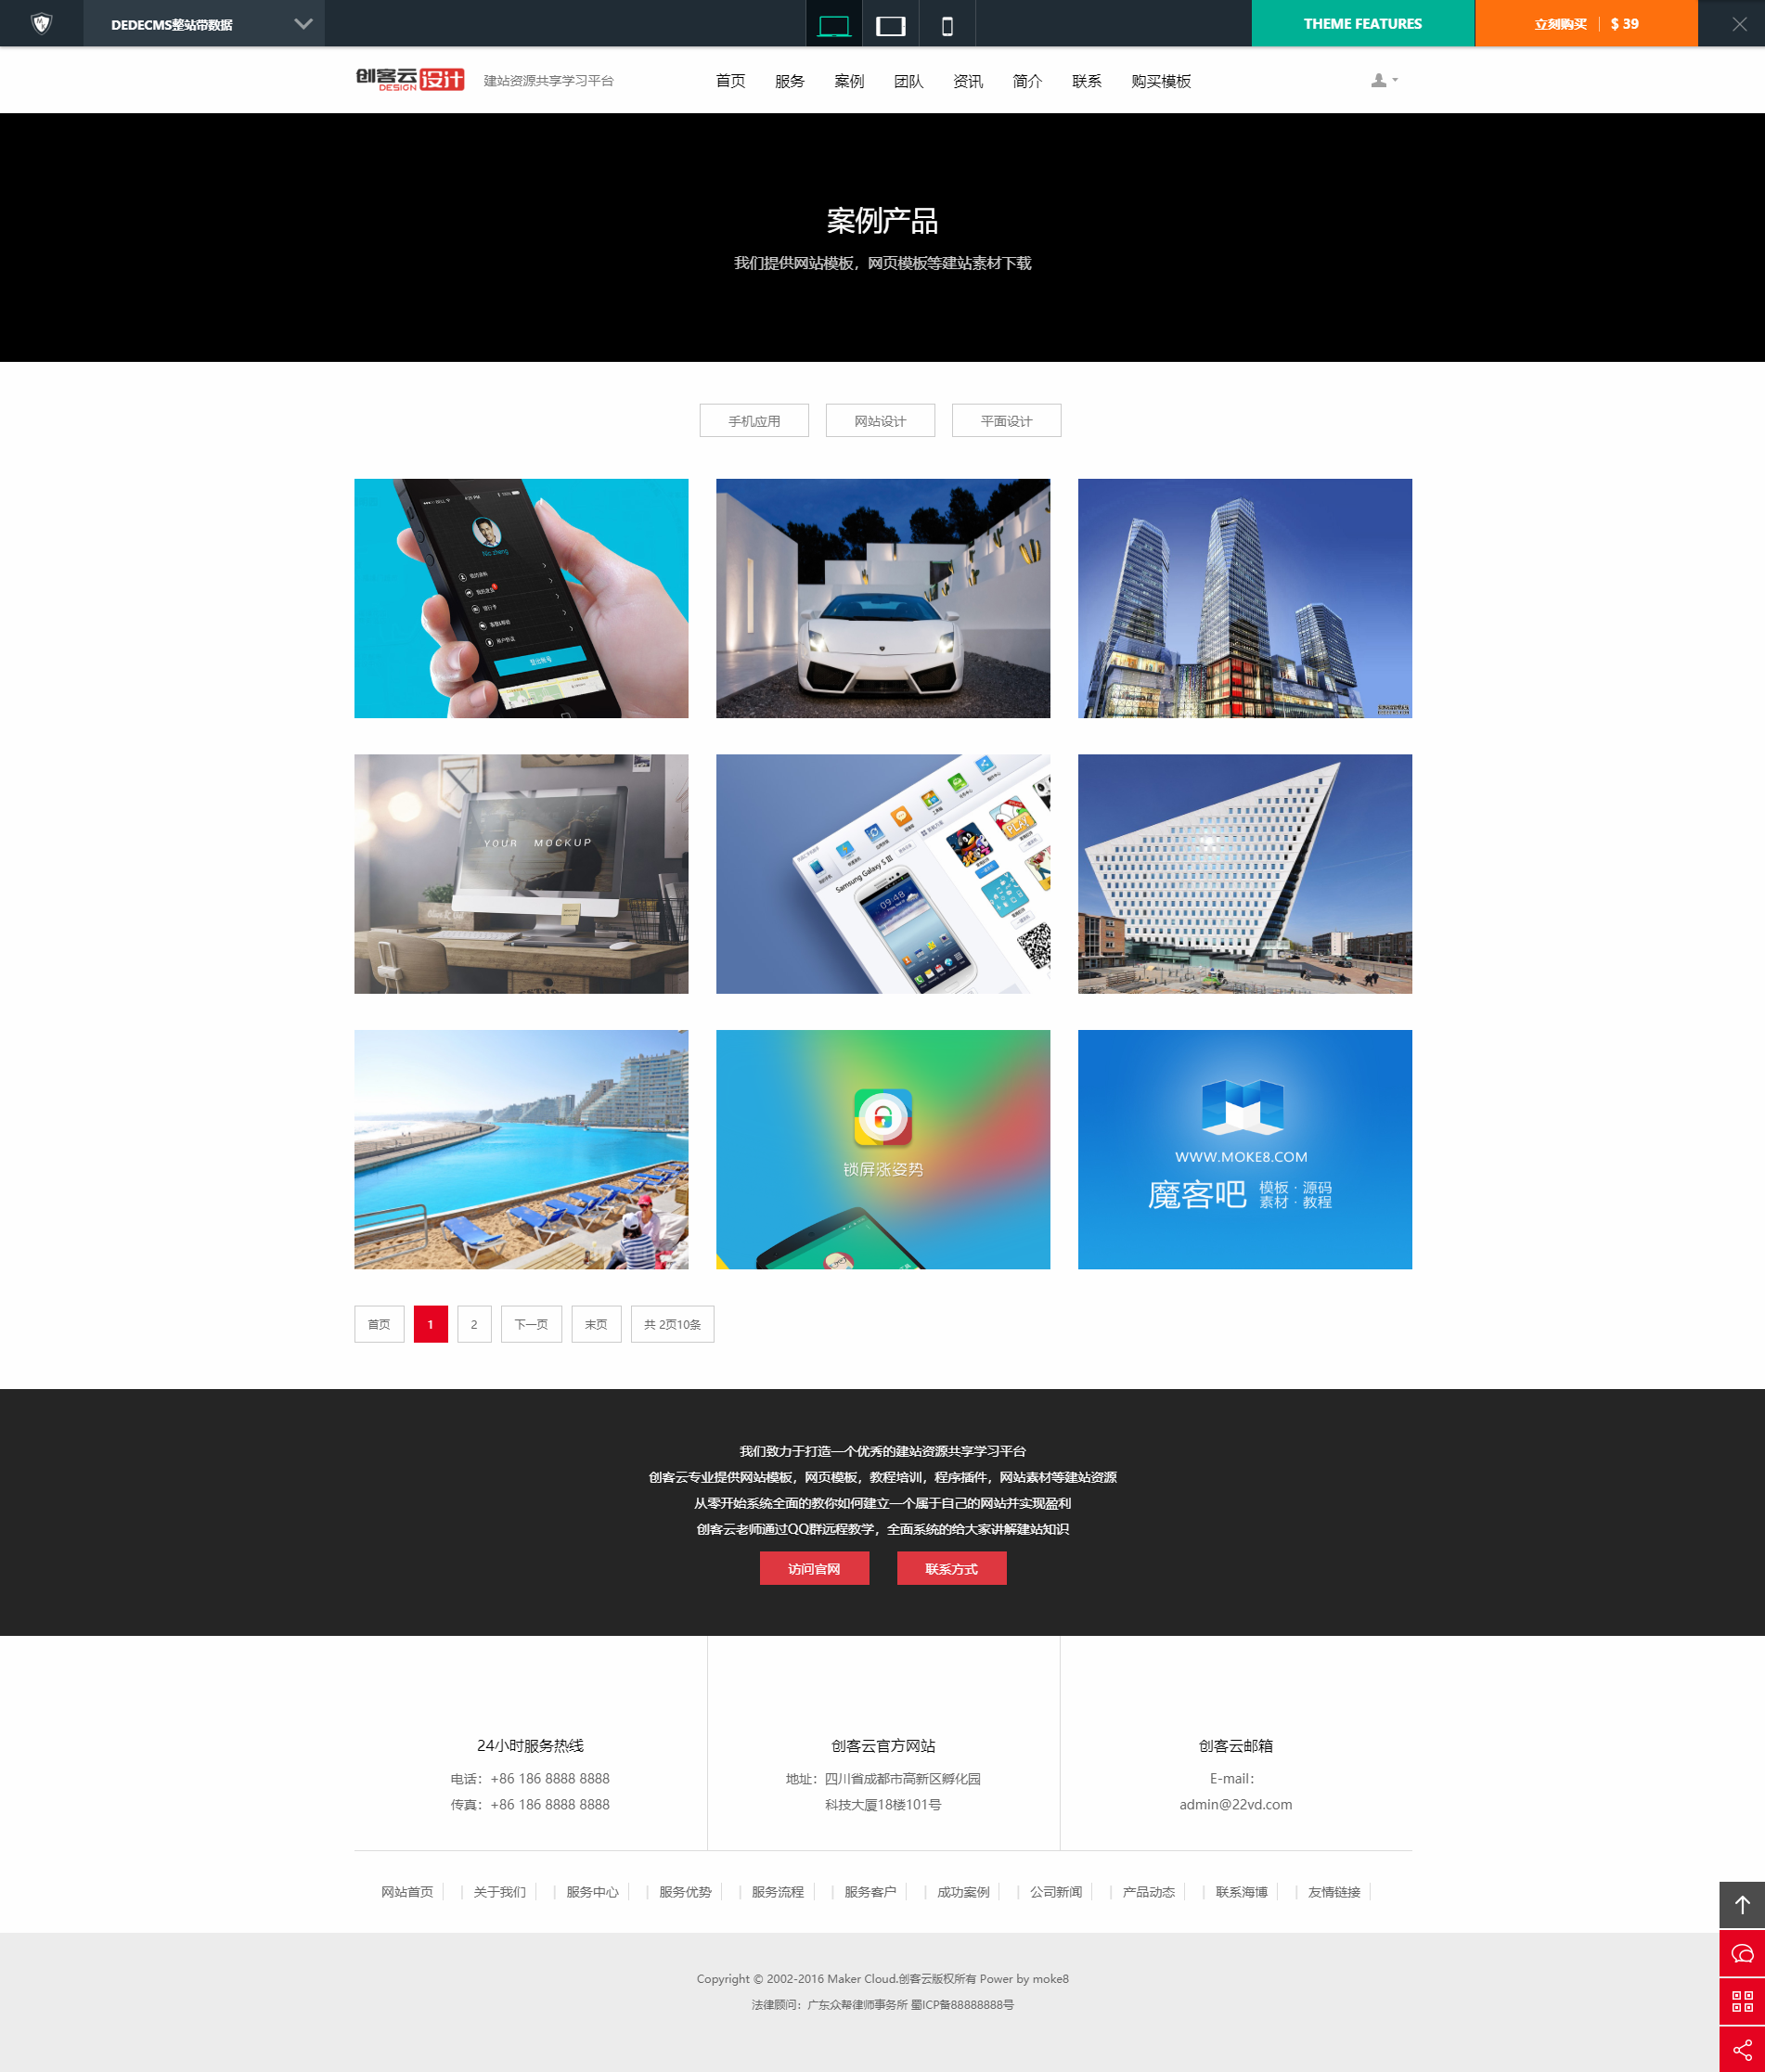 DEDECMS整站带数据
THEME FEATURES
立刻购买 $ 39
创客云设计
DESIGN
建站资源共享学习平台
首页 服务 案例 团队 资讯 简介 联系 购买模板
案例产品
我们提供网站模板，网页模板等建站素材下载
手机应用 网站设计 平面设计
Nic zheng
YOUR MOCKUP
Samsung Galaxy S III
09:48
PLAY
锁屏涨姿势
WWW.MOKE8.COM
魔客吧 模板·源码
素材·教程
首页 1 2 下一页 末页 共 2页10条
我们致力于打造一个优秀的建站资源共享学习平台
创客云专业提供网站模板，网页模板，教程培训，程序插件，网站素材等建站资源
从零开始系统全面的教你如何建立一个属于自己的网站并实现盈利
创客云老师通过QQ群远程教学，全面系统的给大家讲解建站知识
访问官网 联系方式
24小时服务热线
电话：+86 186 8888 8888
传真：+86 186 8888 8888
创客云官方网站
地址：四川省成都市高新区孵化园
科技大厦18楼101号
创客云邮箱
E-mail：
admin@22vd.com
网站首页 | 关于我们 | 服务中心 | 服务优势 | 服务流程 | 服务客户 | 成功案例 | 公司新闻 | 产品动态 | 联系海博 | 友情链接
Copyright © 2002-2016 Maker Cloud.创客云版权所有 Power by moke8
法律顾问：广东众帮律师事务所 蜀ICP备88888888号